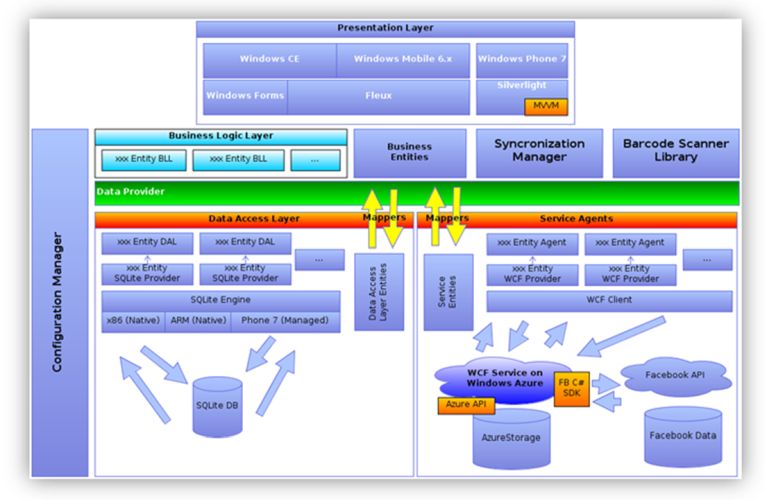 Presentation Layer
Windows CE
Windows Mobile 6.x
Windows Phone 7
Windows Forms
Fleux
Silverlight
MVVM
Configuration Manager
Business Logic Layer
xxx Entity BLL
xxx Entity BLL
...
Business
Entities
Syncronization
Manager
Barcode Scanner
Library
Data Provider
Data Access Layer
Mappers
Mappers
Service Agents
xxx Entity DAL
xxx Entity DAL
...
xxx Entity
SQLite Provider
xxx Entity
SQLite Provider
SQLite Engine
x86 (Native)
ARM (Native)
Phone 7 (Managed)
SQLite DB
Data Access
Layer Entities
Service
Entities
xxx Entity Agent
xxx Entity Agent
...
xxx Entity
WCF Provider
xxx Entity
WCF Provider
WCF Client
WCF Service on
Windows Azure
FB C#
SDK
Azure API
AzureStorage
Facebook API
Facebook Data